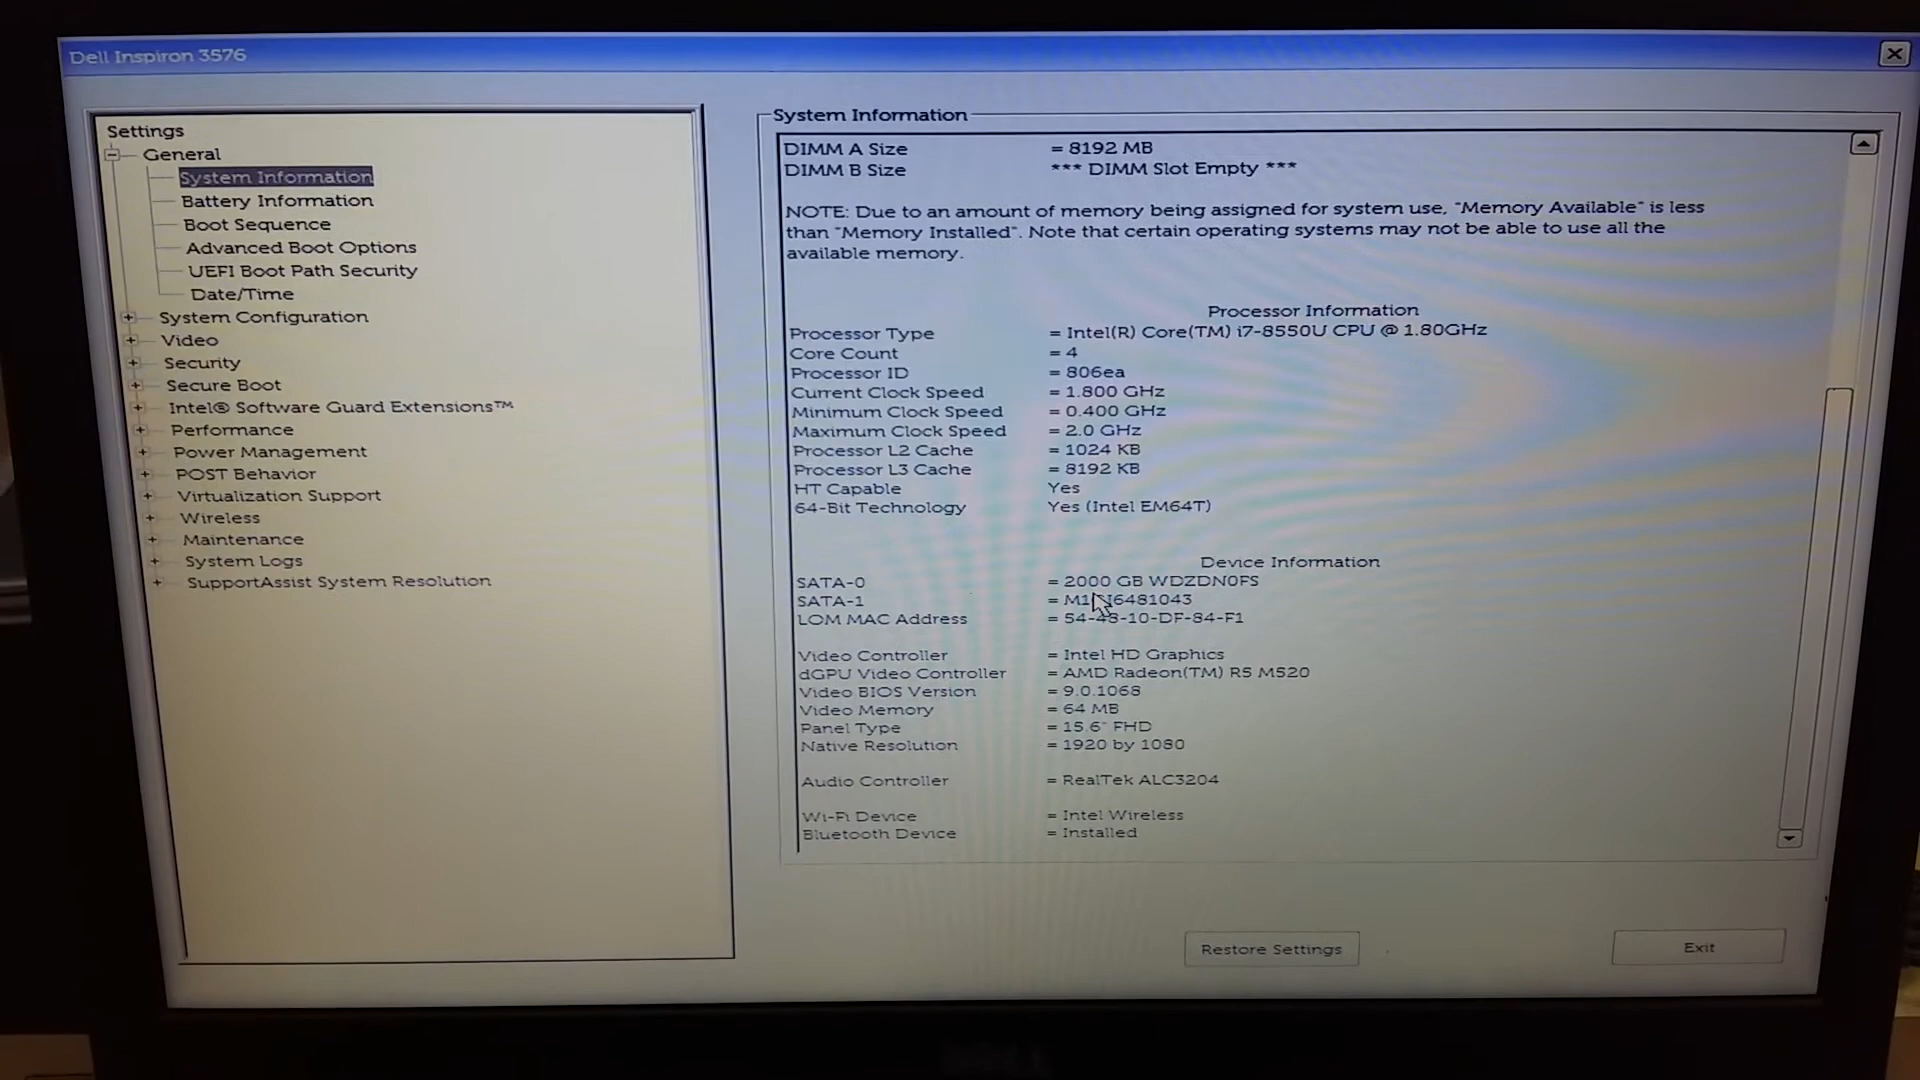 Dell Inspiron 3576
Settings
General
System Information
Battery Information
Boot Sequence
Advanced Boot Options
UEFI Boot Path Security
Date/Time
System Configuration
Video
Security
Secure Boot
Intel® Software Guard Extensions™
Performance
Power Management
POST Behavior
Virtualization Support
Wireless
Maintenance
System Logs
SupportAssist System Resolution
System Information
DIMM A Size = 8192 MB
DIMM B Size *** DIMM Slot Empty ***
NOTE: Due to an amount of memory being assigned for system use, "Memory Available" is less
than "Memory Installed". Note that certain operating systems may not be able to use all the
available memory.
Processor Information
Processor Type = Intel(R) Core(TM) i7-8550U CPU @ 1.80GHz
Core Count = 4
Processor ID = 806ea
Current Clock Speed = 1.800 GHz
Minimum Clock Speed = 0.400 GHz
Maximum Clock Speed = 2.0 GHz
Processor L2 Cache = 1024 KB
Processor L3 Cache = 8192 KB
HT Capable Yes
64-Bit Technology Yes (Intel EM64T)
Device Information
SATA-0 = 2000 GB WDZDN0FS
SATA-1 =
LOM MAC Address = 54-48-10-DF-84-F1
Video Controller = Intel HD Graphics
dGPU Video Controller = AMD Radeon(TM) R5 M520
Video BIOS Version = 9.0.1068
Video Memory = 64 MB
Panel Type = 15.6" FHD
Native Resolution = 1920 by 1080
Audio Controller = RealTek ALC3204
Wi-Fi Device = Intel Wireless
Bluetooth Device = Installed
Restore Settings
Exit